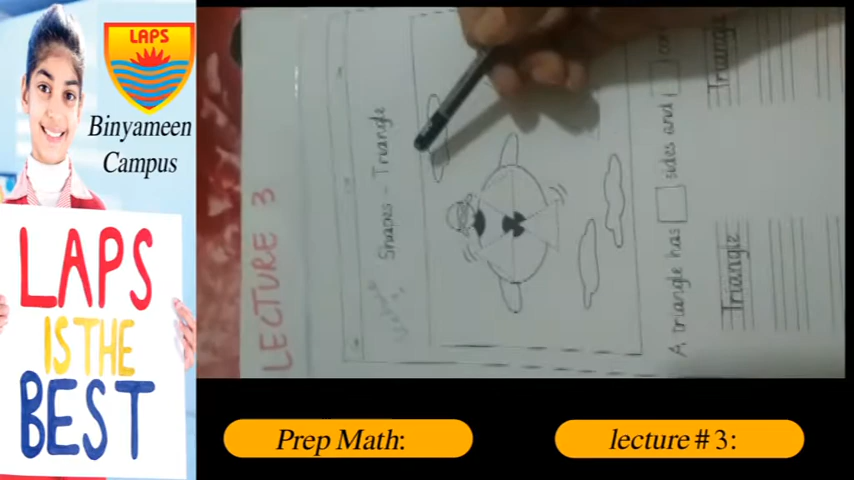 LAPS
Binyameen
Campus
LAPS
IS THE
BEST
LECTURE 3
Shapes - Triangle
A triangle has sides and
Triangle
Triangle
Prep Math:
lecture # 3: